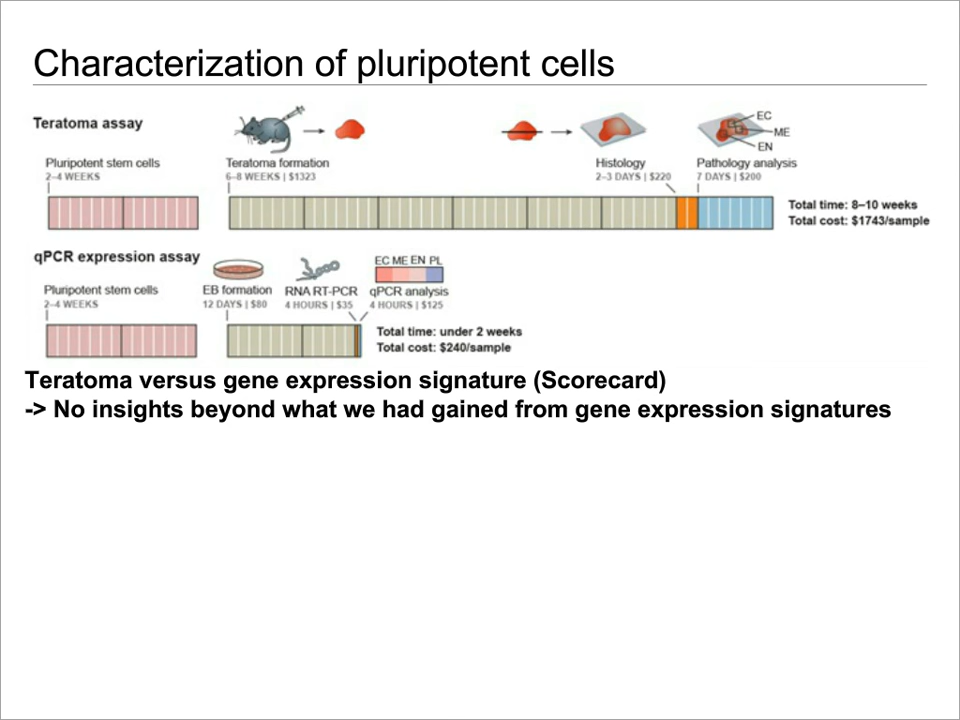 Characterization of pluripotent cells
Teratoma assay
EC
ME
EN
Pluripotent stem cells
2–4 WEEKS
Teratoma formation
6–8 WEEKS | $1323
Histology
2–3 DAYS | $220
Pathology analysis
7 DAYS | $200
Total time: 8–10 weeks
Total cost: $1743/sample
qPCR expression assay
EC ME EN PL
Pluripotent stem cells
2–4 WEEKS
EB formation
12 DAYS | $80
RNA RT-PCR
4 HOURS | $35
qPCR analysis
4 HOURS | $125
Total time: under 2 weeks
Total cost: $240/sample
Teratoma versus gene expression signature (Scorecard)
-> No insights beyond what we had gained from gene expression signatures